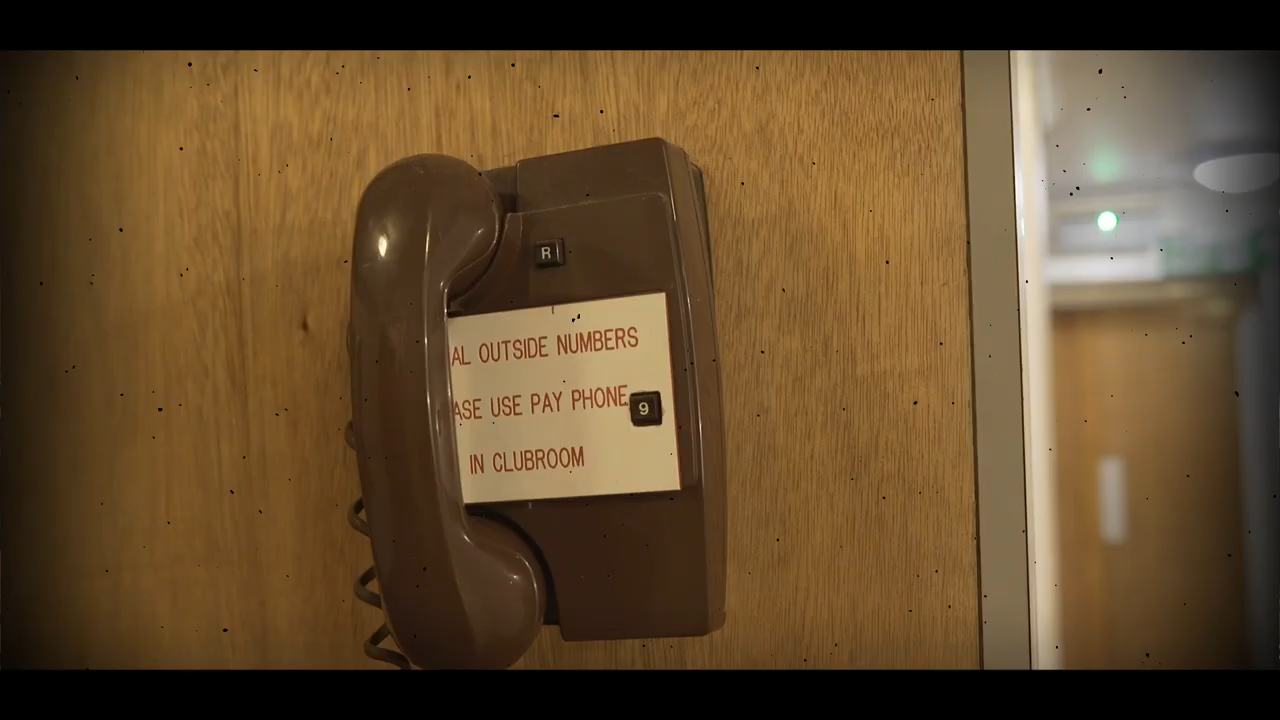 R
AL OUTSIDE NUMBERS
ASE USE PAY PHONE
9
IN CLUBROOM